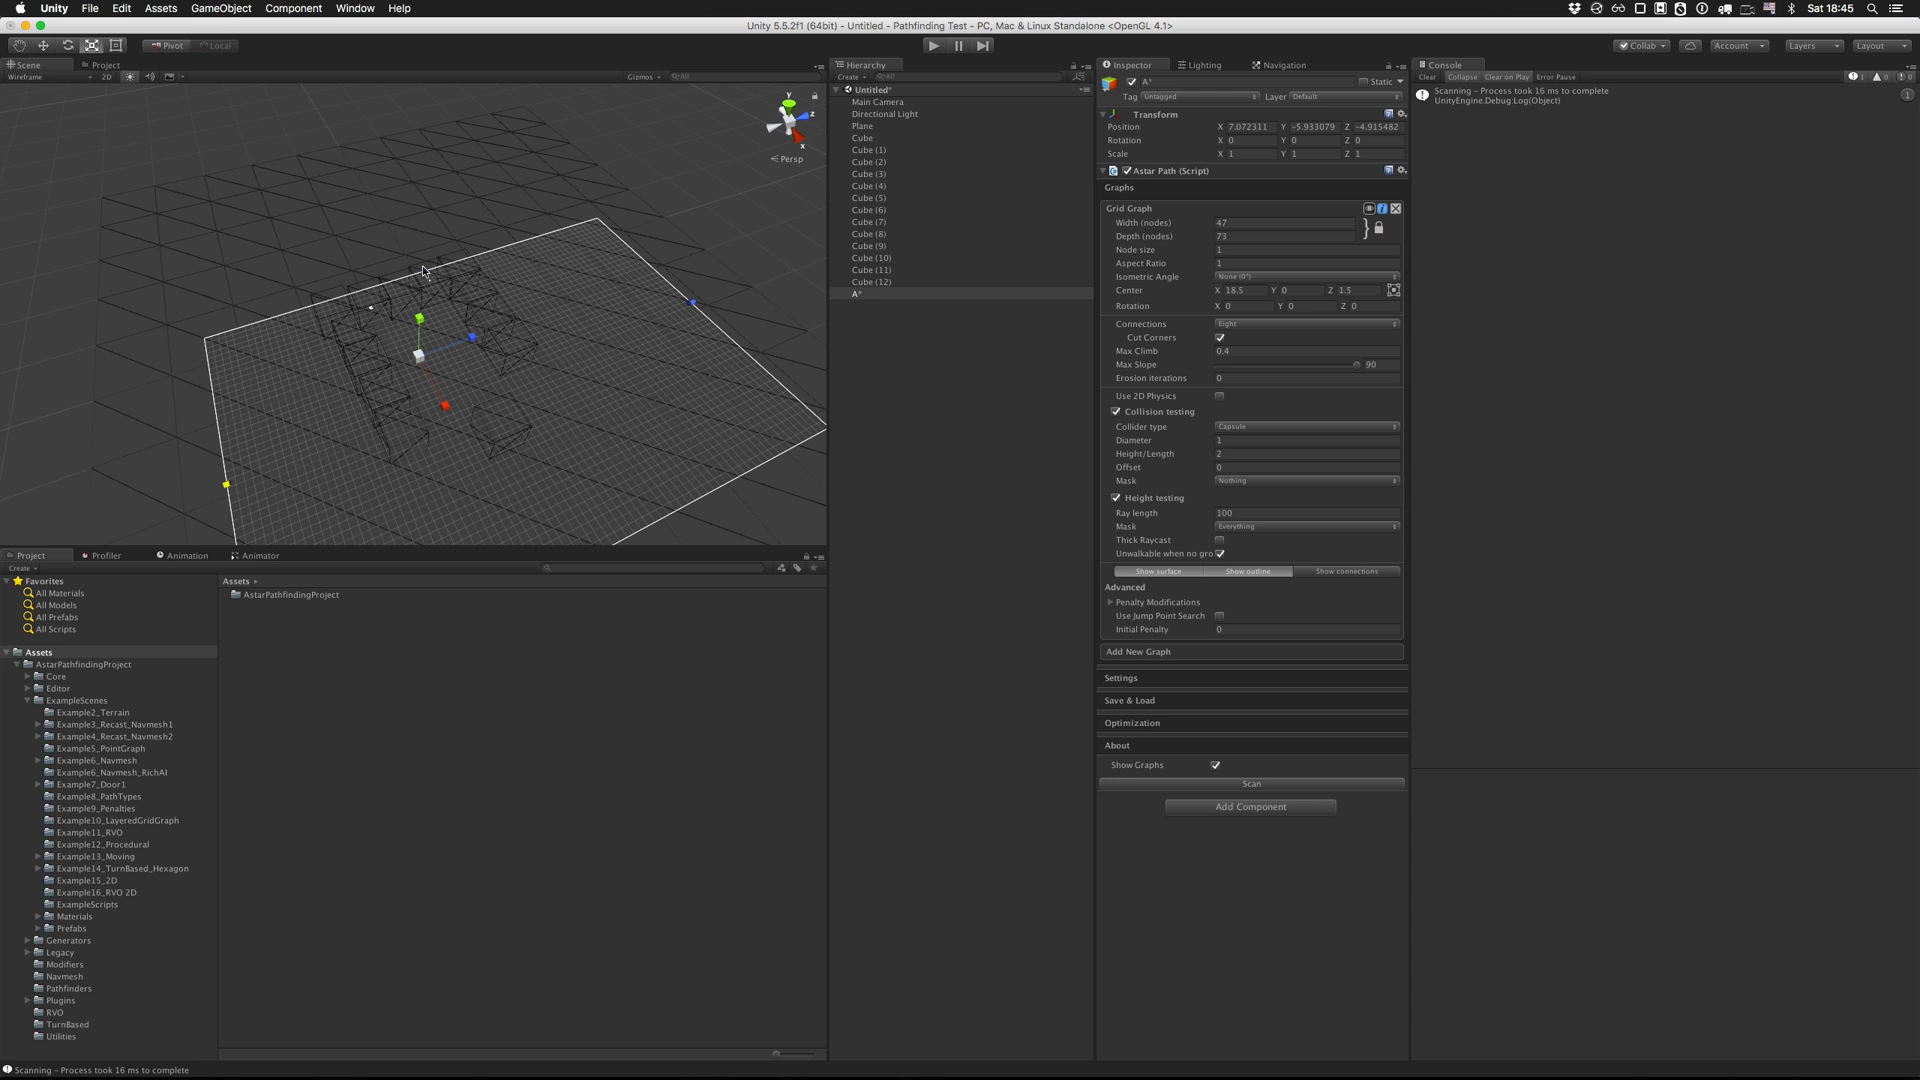 Unity File Edit Assets GameObject Component Window Help Sat 18:45
Unity 5.5.2f1 (64bit) - Untitled - Pathfinding Test - PC, Mac & Linux Standalone <OpenGL 4.1>
Pivot Local Collab Account Layers Layout
Scene Project
Wireframe 2D Gizmos All
y
z
x
Persp
Hierarchy
Create All
Untitled*
Main Camera
Directional Light
Plane
Cube
Cube (1)
Cube (2)
Cube (3)
Cube (4)
Cube (5)
Cube (6)
Cube (7)
Cube (8)
Cube (9)
Cube (10)
Cube (11)
Cube (12)
A*
Inspector Lighting Navigation
A* Static
Tag Untagged Layer Default
Transform
Position X 7.072311 Y -5.933079 Z -4.915482
Rotation X 0 Y 0 Z 0
Scale X 1 Y 1 Z 1
Astar Path (Script)
Graphs
Grid Graph
Width (nodes) 47
Depth (nodes) 73
Node size 1
Aspect Ratio 1
Isometric Angle None (0°)
Center X 18.5 Y 0 Z 1.5
Rotation X 0 Y 0 Z 0
Connections Eight
Cut Corners
Max Climb 0.4
Max Slope 90
Erosion iterations 0
Use 2D Physics
Collision testing
Collider type Capsule
Diameter 1
Height/Length 2
Offset 0
Mask Nothing
Height testing
Ray length 100
Mask Everything
Thick Raycast
Unwalkable when no gro
Show surface Show outline Show connections
Advanced
Penalty Modifications
Use Jump Point Search
Initial Penalty 0
Add New Graph
Settings
Save & Load
Optimization
About
Show Graphs
Scan
Add Component
Console
Clear Collapse Clear on Play Error Pause 1 0 0
Scanning - Process took 16 ms to complete
UnityEngine.Debug:Log(Object)
1
Project Profiler Animation Animator
Create
Favorites
All Materials
All Models
All Prefabs
All Scripts
Assets
AstarPathfindingProject
Core
Editor
ExampleScenes
Example2_Terrain
Example3_Recast_Navmesh1
Example4_Recast_Navmesh2
Example5_PointGraph
Example6_Navmesh
Example6_Navmesh_RichAI
Example7_Door1
Example8_PathTypes
Example9_Penalties
Example10_LayeredGridGraph
Example11_RVO
Example12_Procedural
Example13_Moving
Example14_TurnBased_Hexagon
Example15_2D
Example16_RVO 2D
ExampleScripts
Materials
Prefabs
Generators
Legacy
Modifiers
Navmesh
Pathfinders
Plugins
RVO
TurnBased
Utilities
Assets
AstarPathfindingProject
Scanning - Process took 16 ms to complete